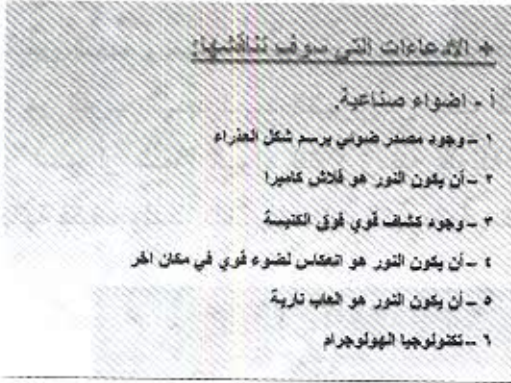 + الادعاءات التي سوف نناقشها:
أ - اضواء صناعية.
١ – وجود مصدر ضوئي يرسم شكل العذراء
٢ – أن يكون النور هو فلاش كاميرا
٣ – وجود كشاف قوي فوق الكنيسة
٤ – أن يكون النور هو انعكاس لضوء قوي في مكان اخر
٥ – أن يكون النور هو العاب نارية
٦ – تكنولوجيا الهولوجرام